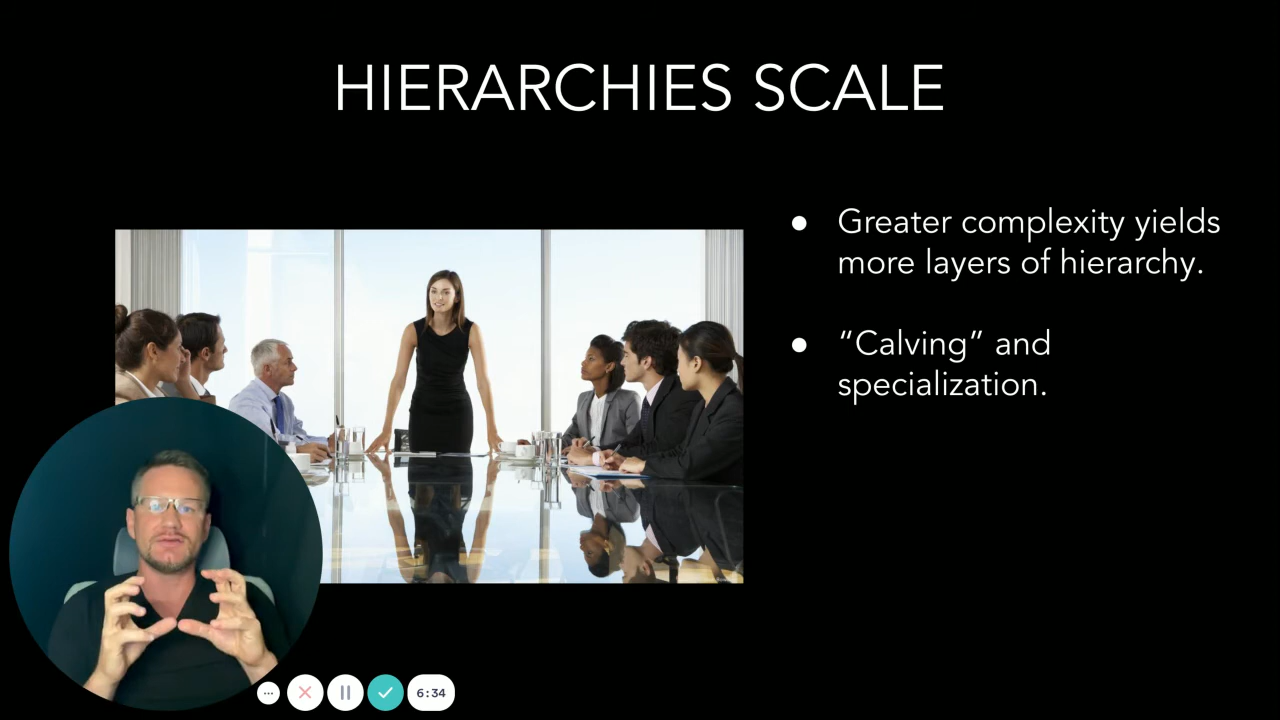 HIERARCHIES SCALE
● Greater complexity yields
more layers of hierarchy.
● “Calving” and
specialization.
6:34